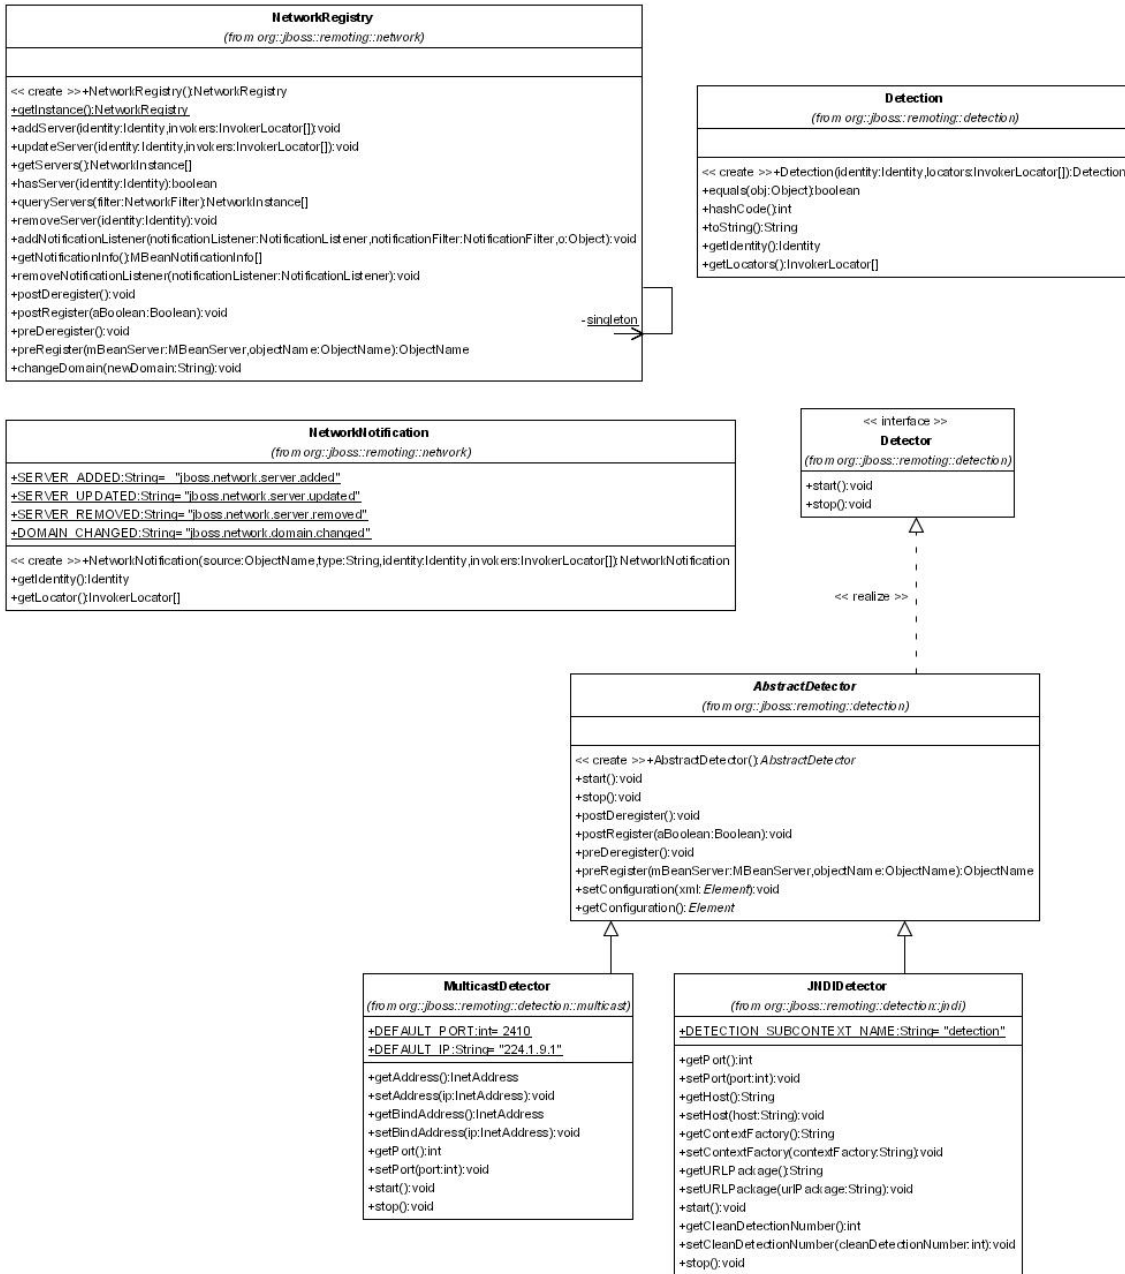 NetworkRegistry
(from org::jboss::remoting::network)
<< create >>+NetworkRegistry():NetworkRegistry
+getInstance():NetworkRegistry
+addServer(identity:Identity,invokers:InvokerLocator[]):void
+updateServer(identity:Identity,invokers:InvokerLocator[]):void
+getServers():NetworkInstance[]
+hasServer(identity:Identity):boolean
+queryServers(filter:NetworkFilter):NetworkInstance[]
+removeServer(identity:Identity):void
+addNotificationListener(notificationListener:NotificationListener,notificationFilter:NotificationFilter,o:Object):void
+getNotificationInfo():MBeanNotificationInfo[]
+removeNotificationListener(notificationListener:NotificationListener):void
+postDeregister():void
+postRegister(aBoolean:Boolean):void
+preDeregister():void
+preRegister(mBeanServer:MBeanServer,objectName:ObjectName):ObjectName
+changeDomain(newDomain:String):void
-singleton
Detection
(from org::jboss::remoting::detection)
<< create >>+Detection(identity:Identity,locators:InvokerLocator[]):Detection
+equals(obj:Object):boolean
+hashCode():int
+toString():String
+getIdentity():Identity
+getLocators():InvokerLocator[]
NetworkNotification
(from org::jboss::remoting::network)
+SERVER_ADDED:String= "jboss.network.server.added"
+SERVER_UPDATED:String="jboss.network.server.updated"
+SERVER_REMOVED:String="jboss.network.server.removed"
+DOMAIN_CHANGED:String="jboss.network.domain.changed"
<< create >>+NetworkNotification(source:ObjectName,type:String,identity:Identity,invokers:InvokerLocator[]):NetworkNotification
+getIdentity():Identity
+getLocator():InvokerLocator[]
<< interface >>
Detector
(from org::jboss::remoting::detection)
+start():void
+stop():void
<< realize >>
AbstractDetector
(from org::jboss::remoting::detection)
<< create >>+AbstractDetector():AbstractDetector
+start():void
+stop():void
+postDeregister():void
+postRegister(aBoolean:Boolean):void
+preDeregister():void
+preRegister(mBeanServer:MBeanServer,objectName:ObjectName):ObjectName
+setConfiguration(xml:Element):void
+getConfiguration():Element
MulticastDetector
(from org::jboss::remoting::detection::multicast)
+DEFAULT_PORT:int= 2410
+DEFAULT_IP:String= "224.1.9.1"
+getAddress():InetAddress
+setAddress(ip:InetAddress):void
+getBindAddress():InetAddress
+setBindAddress(ip:InetAddress):void
+getPort():int
+setPort(port:int):void
+start():void
+stop():void
JNDIDetector
(from org::jboss::remoting::detection::jndi)
+DETECTION_SUBCONTEXT_NAME:String= "detection"
+getPort():int
+setPort(port:int):void
+getHost():String
+setHost(host:String):void
+getContextFactory():String
+setContextFactory(contextFactory:String):void
+getURLPackage():String
+setURLPackage(urlPackage:String):void
+start():void
+getCleanDetectionNumber():int
+setCleanDetectionNumber(cleanDetectionNumber:int):void
+stop():void